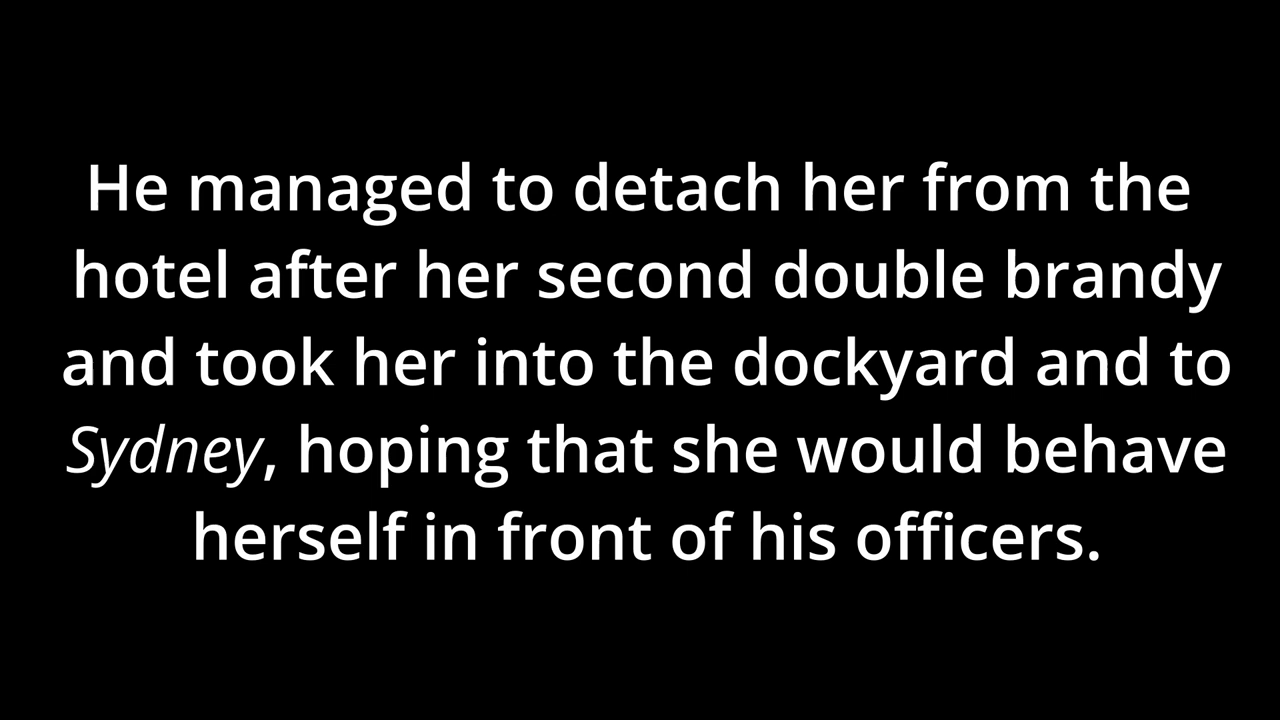 He managed to detach her from the
hotel after her second double brandy
and took her into the dockyard and to
Sydney, hoping that she would behave
herself in front of his officers.